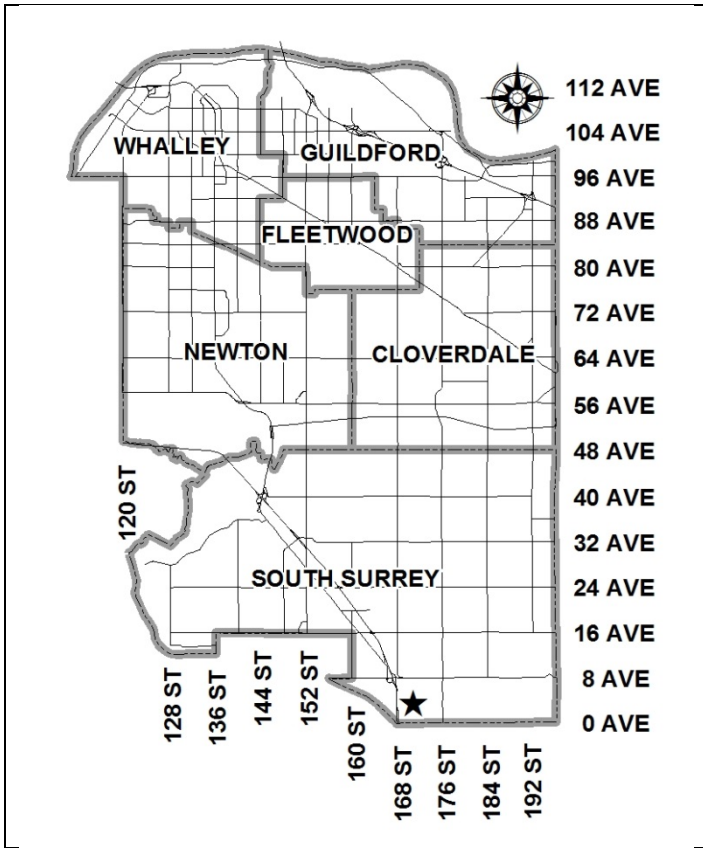 112 AVE
104 AVE
WHALLEY
GUILDFORD
96 AVE
88 AVE
FLEETWOOD
80 AVE
72 AVE
NEWTON
CLOVERDALE
64 AVE
56 AVE
48 AVE
120 ST
40 AVE
32 AVE
SOUTH SURREY
24 AVE
16 AVE
128 ST
136 ST
144 ST
152 ST
160 ST
8 AVE
0 AVE
168 ST
176 ST
184 ST
192 ST